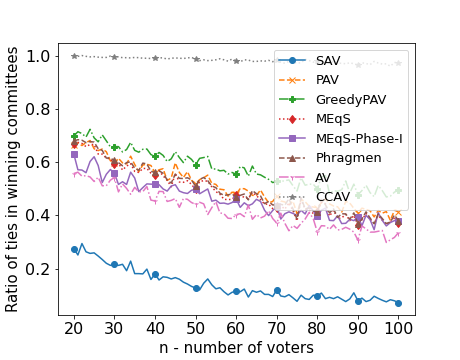 Ratio of ties in winning committees
1.0
0.8
0.6
0.4
0.2
20 30 40 50 60 70 80 90 100
n - number of voters
SAV
PAV
GreedyPAV
MEqS
MEqS-Phase-I
Phragmen
AV
CCAV